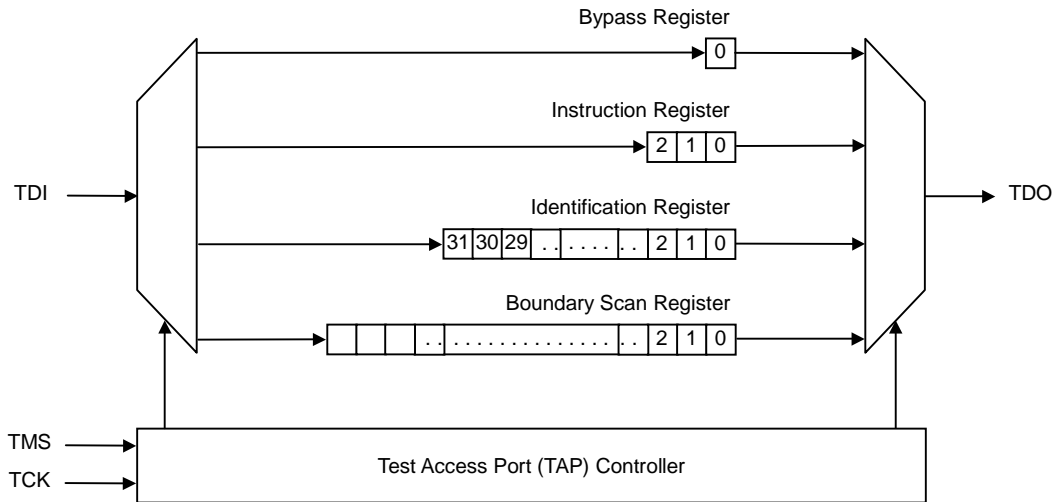 Bypass Register
0
Instruction Register
2 1 0
TDI
TDO
Identification Register
31 30 29 . . . . . . . . 2 1 0
Boundary Scan Register
. . . . . . . . . . . . . . . . . . 2 1 0
TMS
TCK
Test Access Port (TAP) Controller